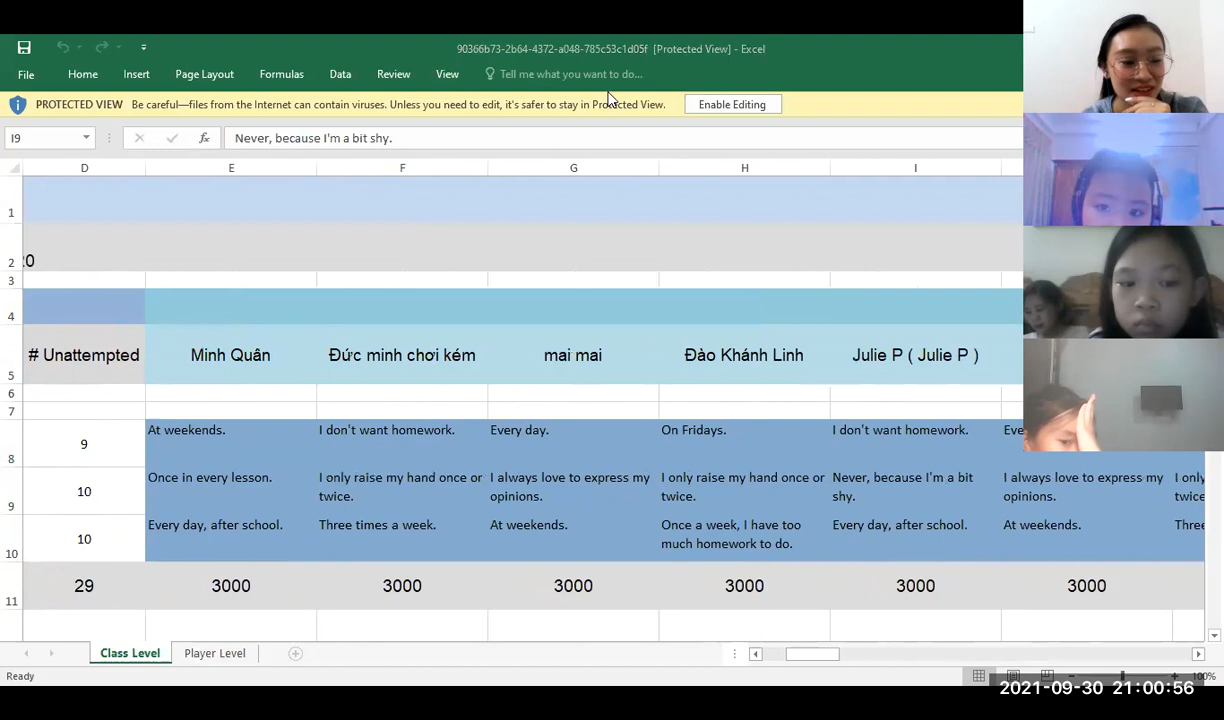 90366b73-2b64-4372-a048-785c53c1d05f [Protected View] - Excel
File Home Insert Page Layout Formulas Data Review View Tell me what you want to do...
PROTECTED VIEW Be careful—files from the Internet can contain viruses. Unless you need to edit, it's safer to stay in Protected View. Enable Editing
I9 fx Never, because I'm a bit shy.
D E F G H I
1
2
3
4
5 # Unattempted Minh Quân Đức minh chơi kém mai mai Đào Khánh Linh Julie P ( Julie P )
6
7
8 9 At weekends. I don't want homework. Every day. On Fridays. I don't want homework. Eve
9 10 Once in every lesson. I only raise my hand once or twice. I always love to express my opinions. I only raise my hand once or twice. Never, because I'm a bit shy. I always love to express my opinions. I only twice
10 10 Every day, after school. Three times a week. At weekends. Once a week, I have too much homework to do. Every day, after school. At weekends. Three
11 29 3000 3000 3000 3000 3000 3000
Class Level Player Level
Ready 100%
2021-09-30 21:00:56